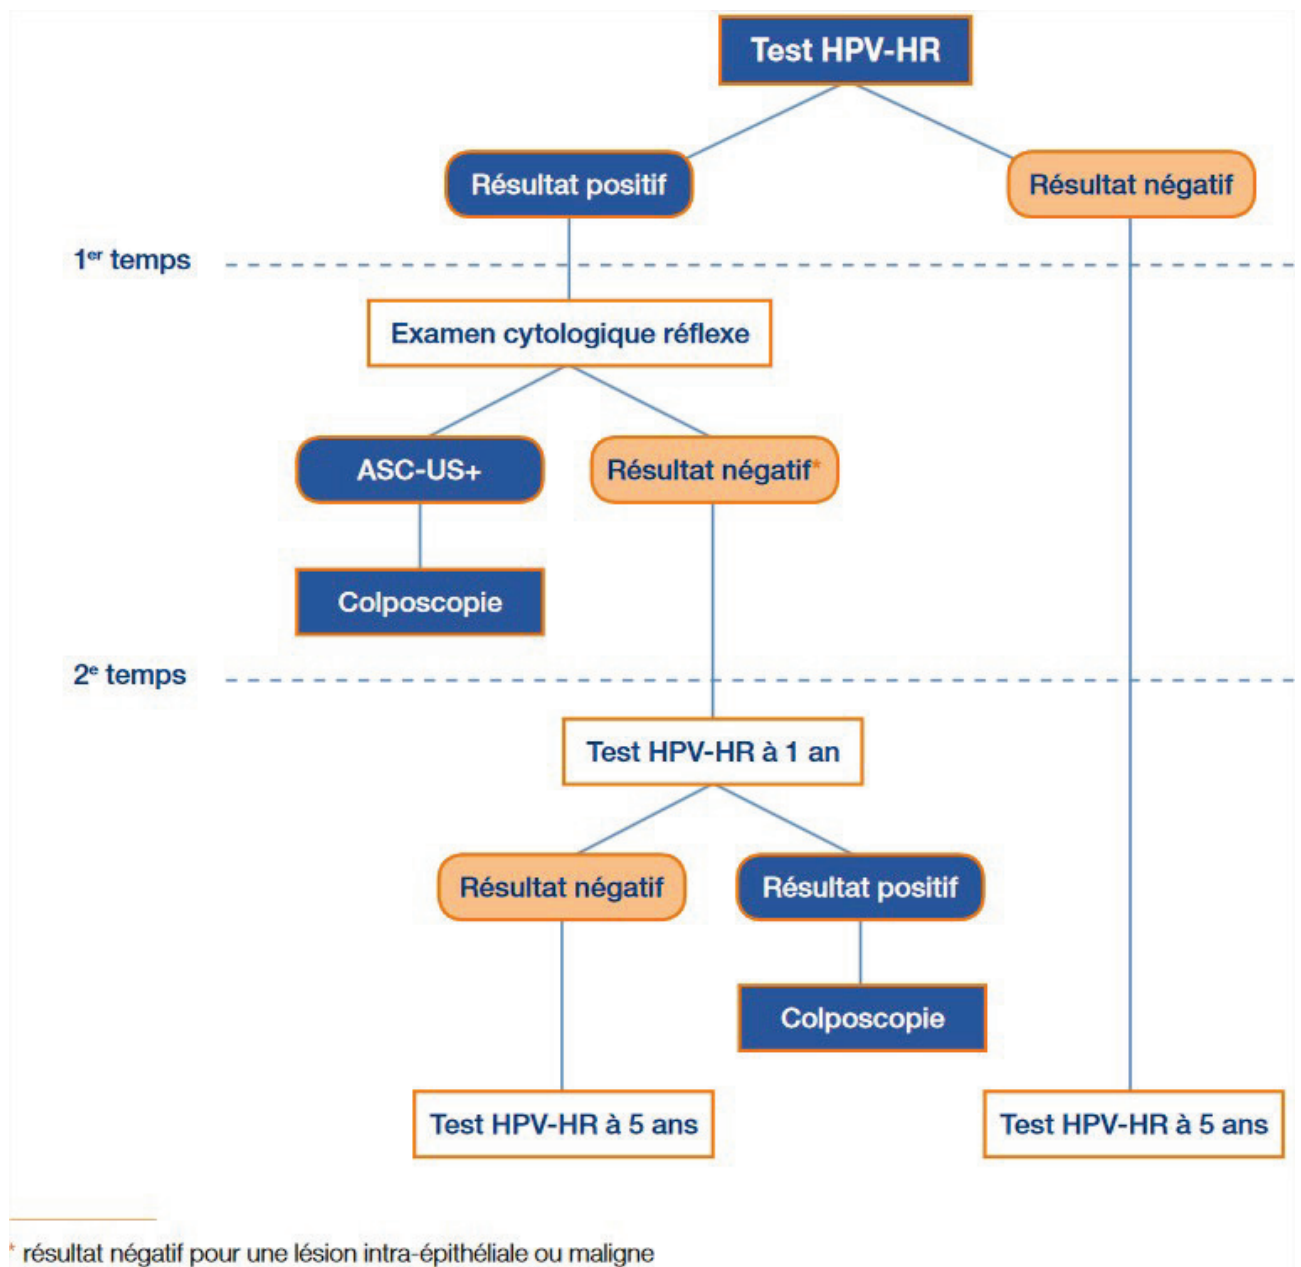 Test HPV-HR
Résultat positif
Résultat négatif
1er temps
Examen cytologique réflexe
ASC-US+
Résultat négatif*
Colposcopie
2e temps
Test HPV-HR à 1 an
Résultat négatif
Résultat positif
Colposcopie
Test HPV-HR à 5 ans
Test HPV-HR à 5 ans
* résultat négatif pour une lésion intra-épithéliale ou maligne